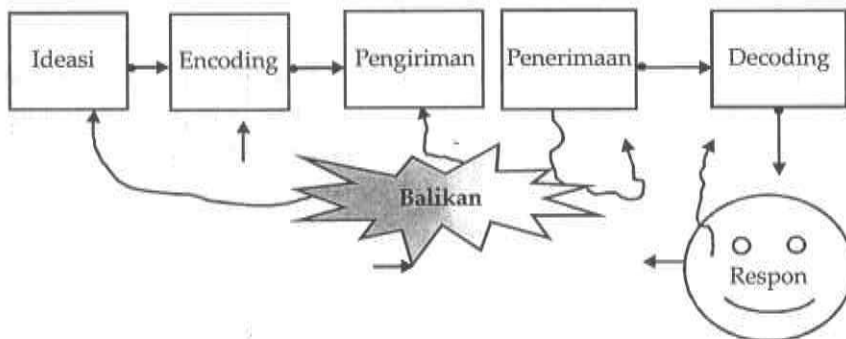 Ideasi
Encoding
Pengiriman
Penerimaan
Decoding
Balikan
Respon